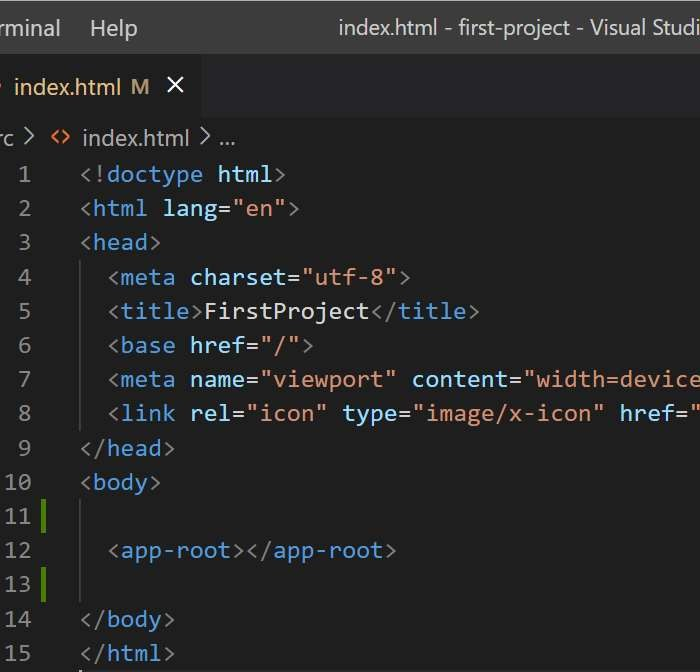 rminal Help index.html - first-project - Visual Studi
index.html M ×
rc > <> index.html > ...
1 <!doctype html>
2 <html lang="en">
3 <head>
4 <meta charset="utf-8">
5 <title>FirstProject</title>
6 <base href="/">
7 <meta name="viewport" content="width=device
8 <link rel="icon" type="image/x-icon" href="
9 </head>
10 <body>
11
12 <app-root></app-root>
13
14 </body>
15 </html>